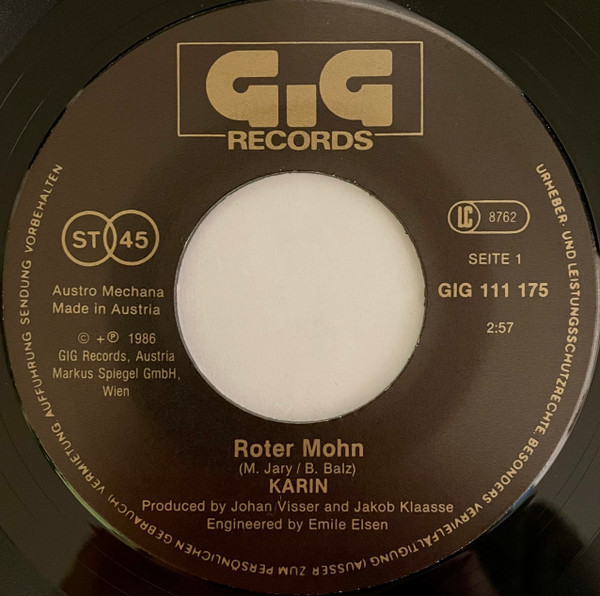 GIG
RECORDS
ST 45
LC 8762
SEITE 1
GIG 111 175
2:57
Austro Mechana
Made in Austria
© + ℗ 1986
GIG Records, Austria
Markus Spiegel GmbH,
Wien
Roter Mohn
(M. Jary / B. Balz)
KARIN
Produced by Johan Visser and Jakob Klaasse
Engineered by Emile Elsen
URHEBER- UND LEISTUNGSSCHUTZRECHTE, BESONDERS VERVIELFÄLTIGUNG (AUSSER ZUM PERSÖNLICHEN GEBRAUCH) VERMIETUNG AUFFÜHRUNG SENDUNG VORBEHALTEN